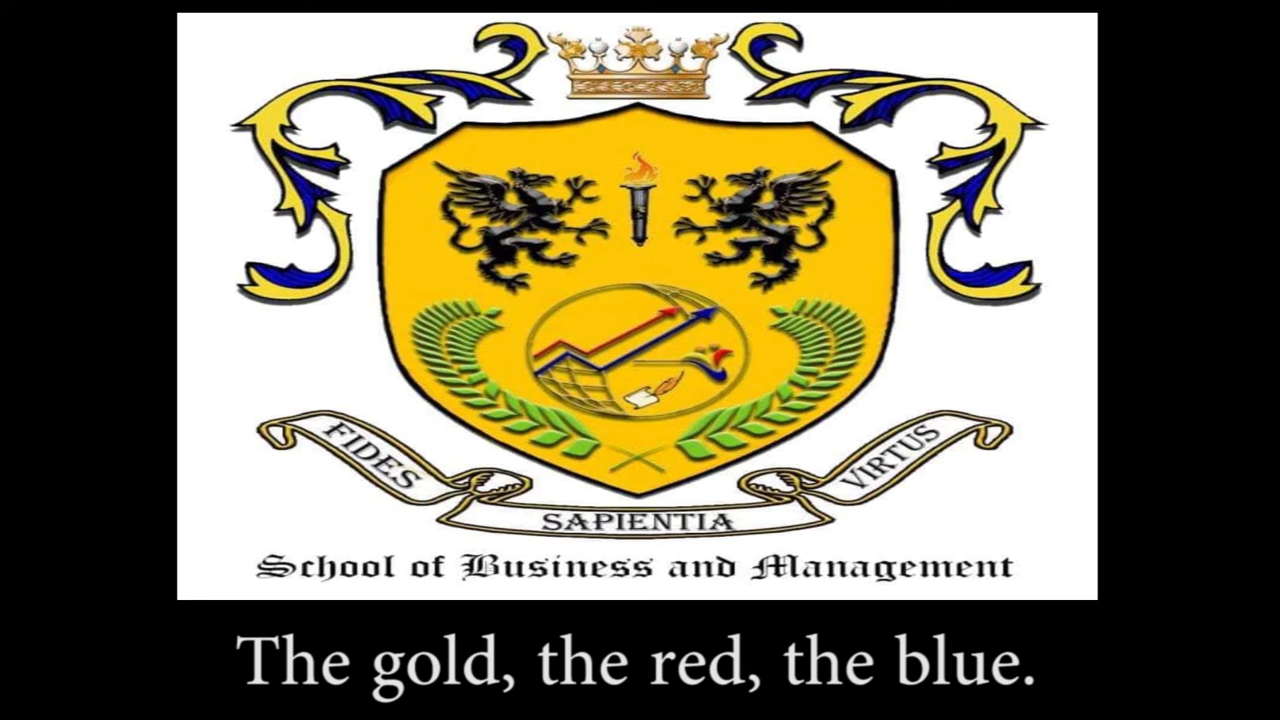 FIDES
SAPIENTIA
VIRTUS
School of Business and Management
The gold, the red, the blue.